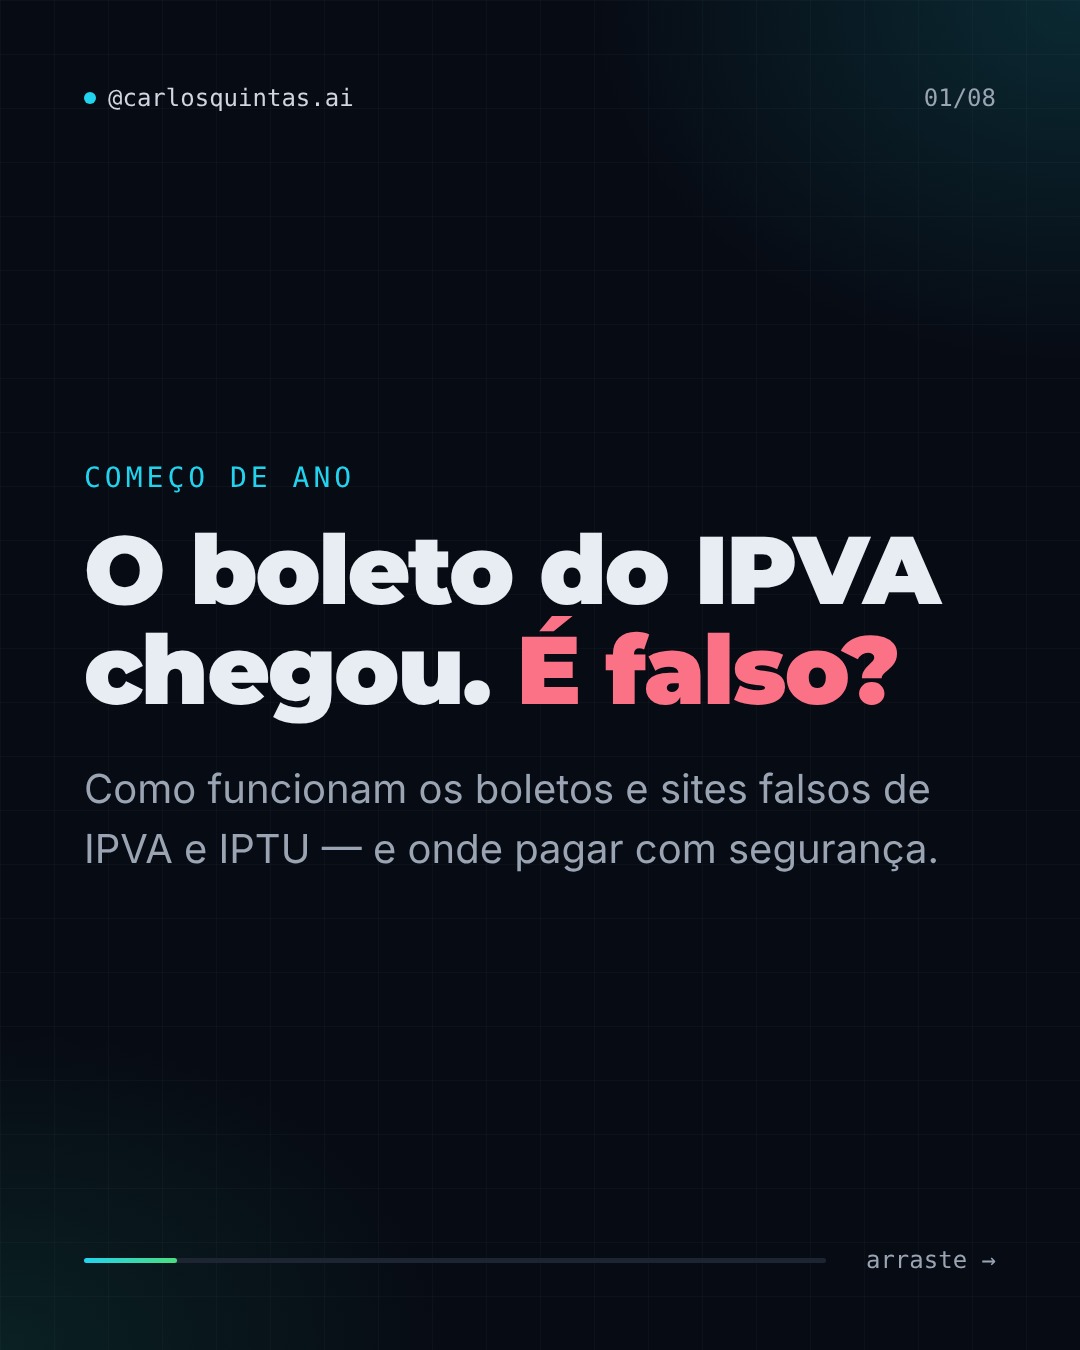 @carlosquintas.ai
01/08
COMEÇO DE ANO
O boleto do IPVA
chegou. É falso?
Como funcionam os boletos e sites falsos de
IPVA e IPTU — e onde pagar com segurança.
arraste →